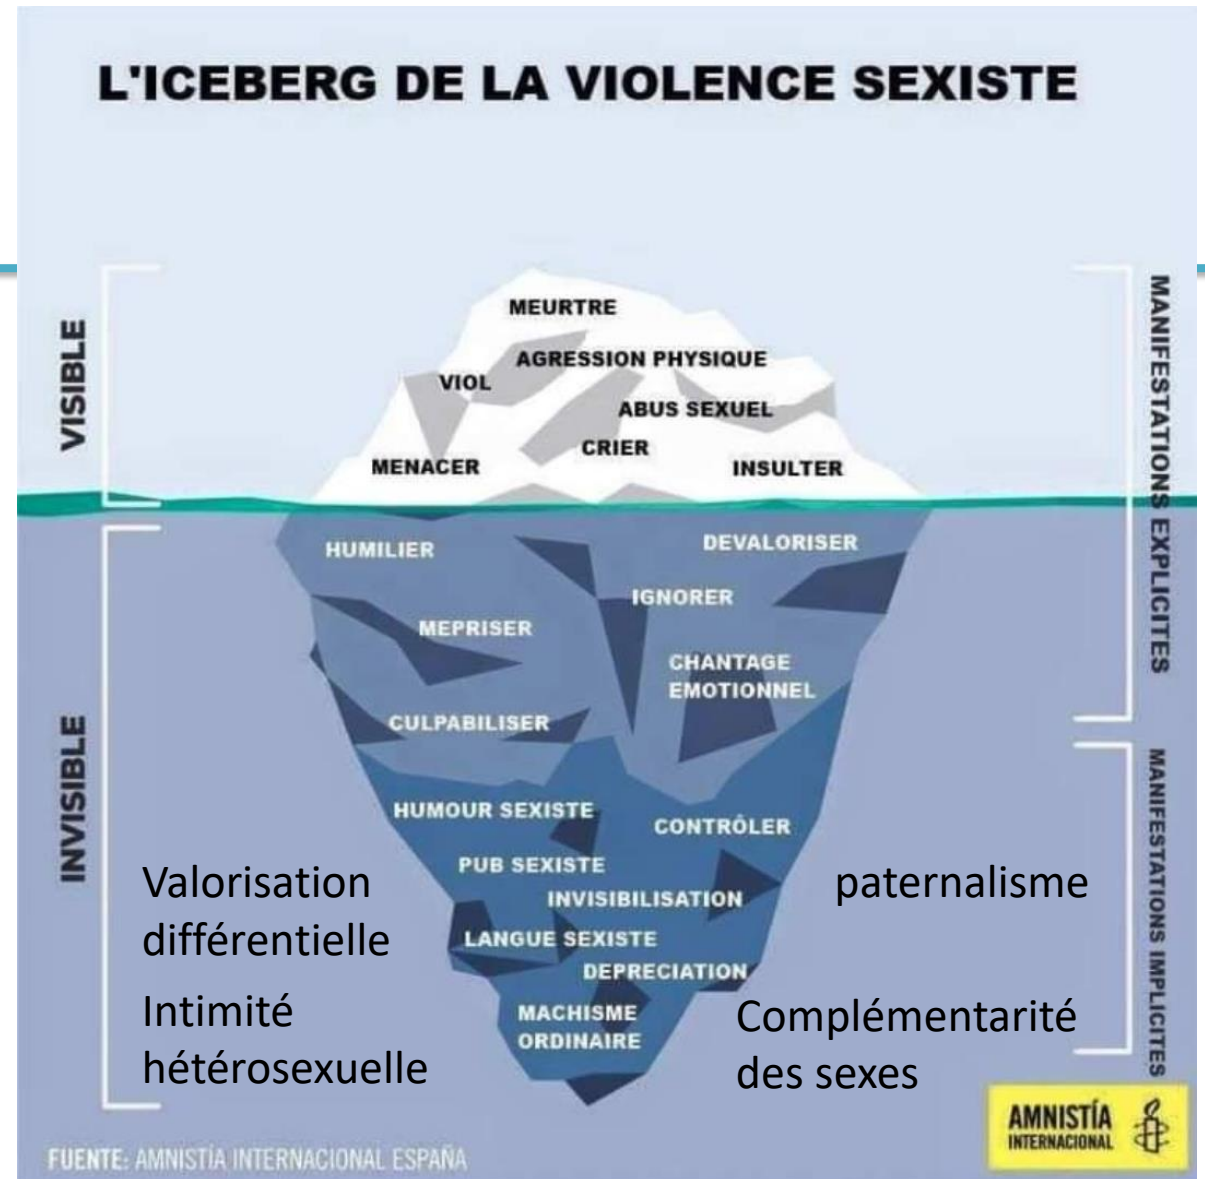 L'ICEBERG DE LA VIOLENCE SEXISTE
VISIBLE
MANIFESTATIONS EXPLICITES
MEURTRE
AGRESSION PHYSIQUE
VIOL
ABUS SEXUEL
CRIER
MENACER
INSULTER
INVISIBLE
HUMILIER
DEVALORISER
IGNORER
MEPRISER
CHANTAGE
EMOTIONNEL
CULPABILISER
MANIFESTATIONS IMPLICITES
HUMOUR SEXISTE
CONTRÔLER
PUB SEXISTE
INVISIBILISATION
LANGUE SEXISTE
DEPRECIATION
MACHISME
ORDINAIRE
Valorisation
différentielle
paternalisme
Intimité
hétérosexuelle
Complémentarité
des sexes
AMNISTÍA
INTERNACIONAL
FUENTE: AMNISTÍA INTERNACIONAL ESPAÑA